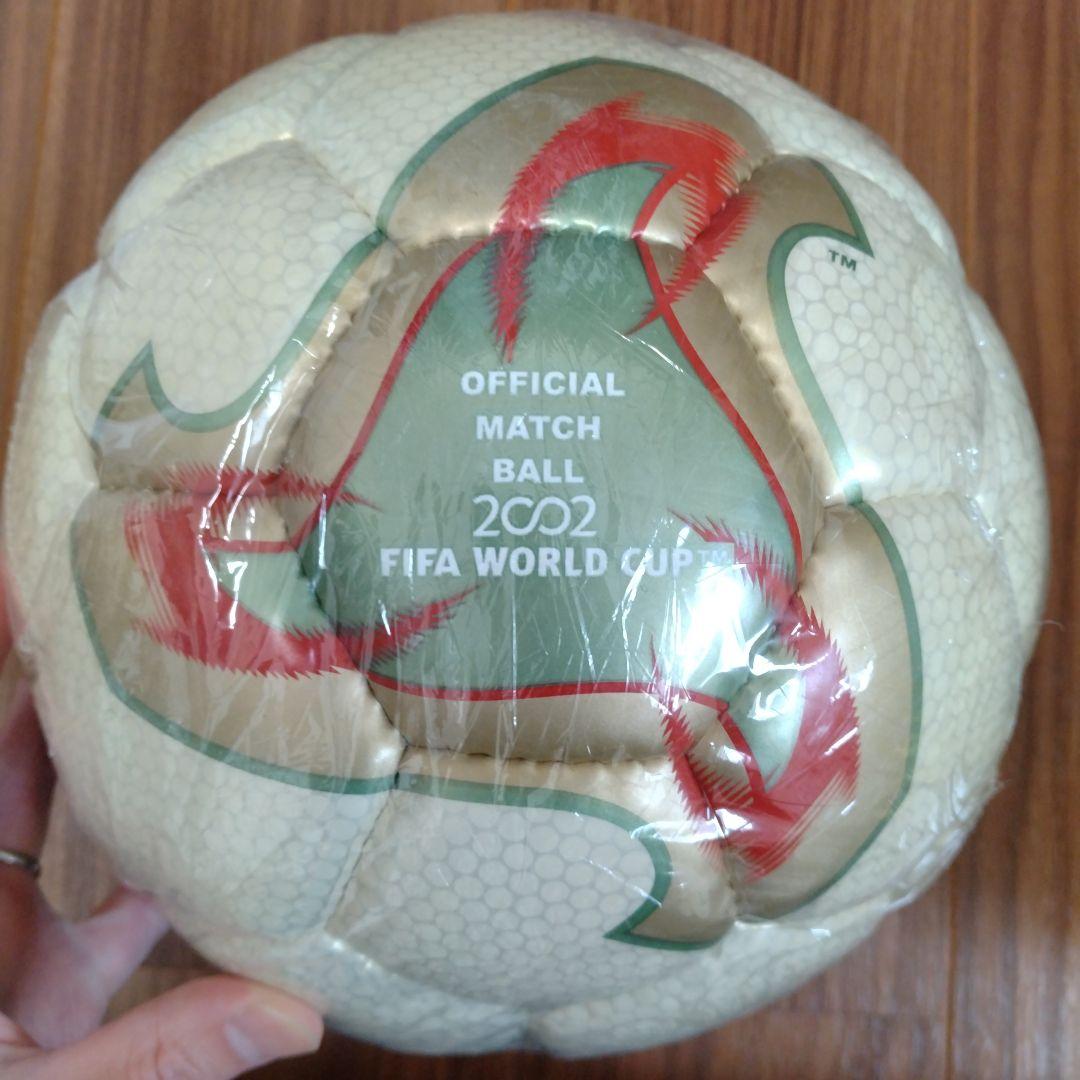 TM
OFFICIAL
MATCH
BALL
2002
FIFA WORLD CUP™